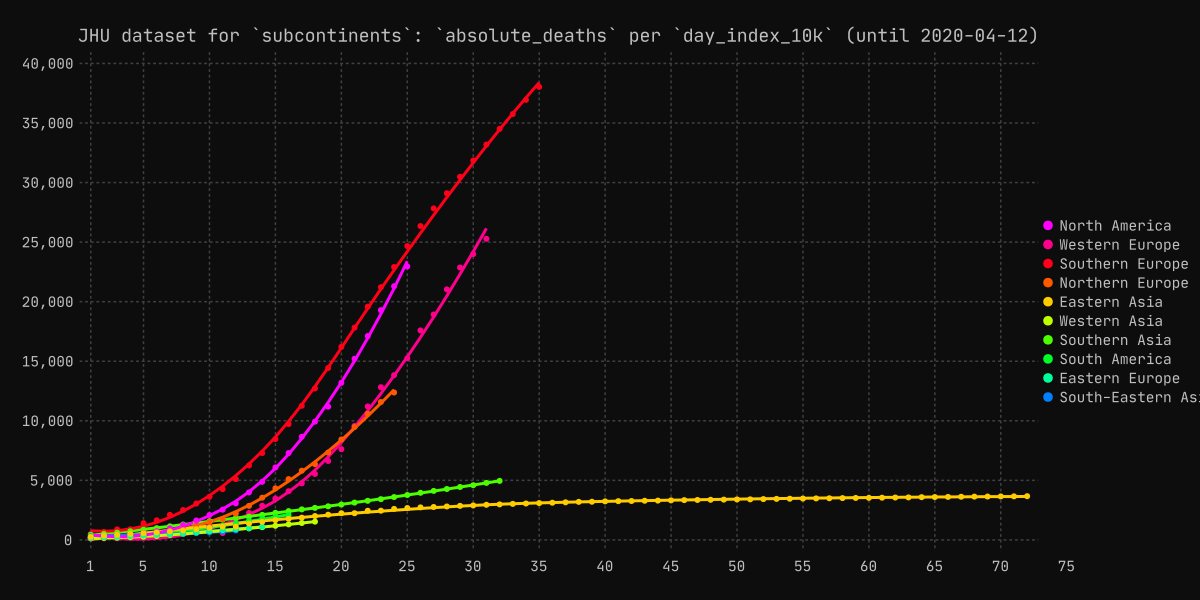 JHU dataset for `subcontinents`: `absolute_deaths` per `day_index_10k` (until 2020-04-12)
40,000
35,000
30,000
25,000
20,000
15,000
10,000
5,000
0
1 5 10 15 20 25 30 35 40 45 50 55 60 65 70 75
North America
Western Europe
Southern Europe
Northern Europe
Eastern Asia
Western Asia
Southern Asia
South America
Eastern Europe
South-Eastern Asi